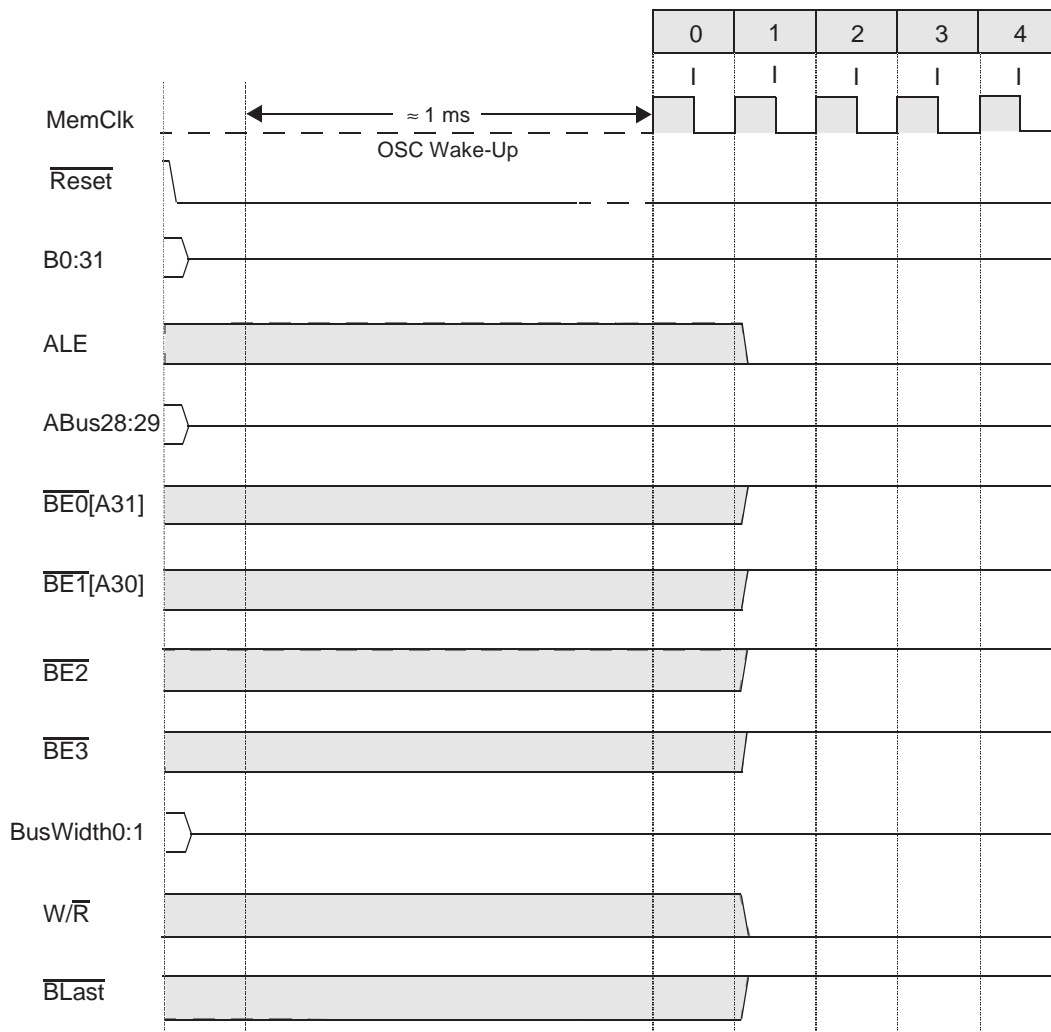 0 1 2 3 4
I I I I I
MemClk
≈ 1 ms
OSC Wake-Up
Reset
B0:31
ALE
ABus28:29
BE0[A31]
BE1[A30]
BE2
BE3
BusWidth0:1
W/R
BLast